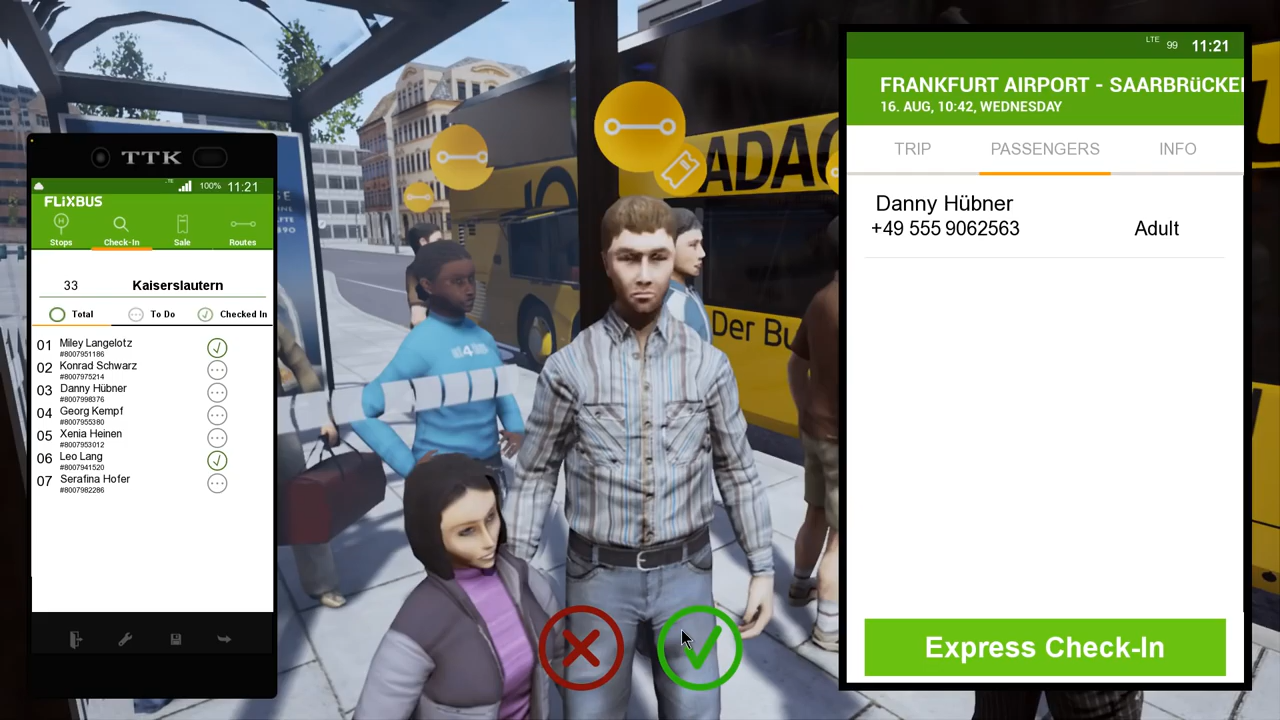 TTK
LTE
100%
11:21
FLiXBUS
Stops
Check-In
Sale
Routes
33
Kaiserslautern
Total
To Do
Checked In
01 Miley Langelotz
#8007951186
02 Konrad Schwarz
#8007975214
03 Danny Hübner
#8007998376
04 Georg Kempf
#8007955380
05 Xenia Heinen
#8007953012
06 Leo Lang
#8007941520
07 Serafina Hofer
#8007982286
ADAC
Der Bu
LTE 99 11:21
FRANKFURT AIRPORT - SAARBRüCKE
16. AUG, 10:42, WEDNESDAY
TRIP
PASSENGERS
INFO
Danny Hübner
+49 555 9062563
Adult
Express Check-In